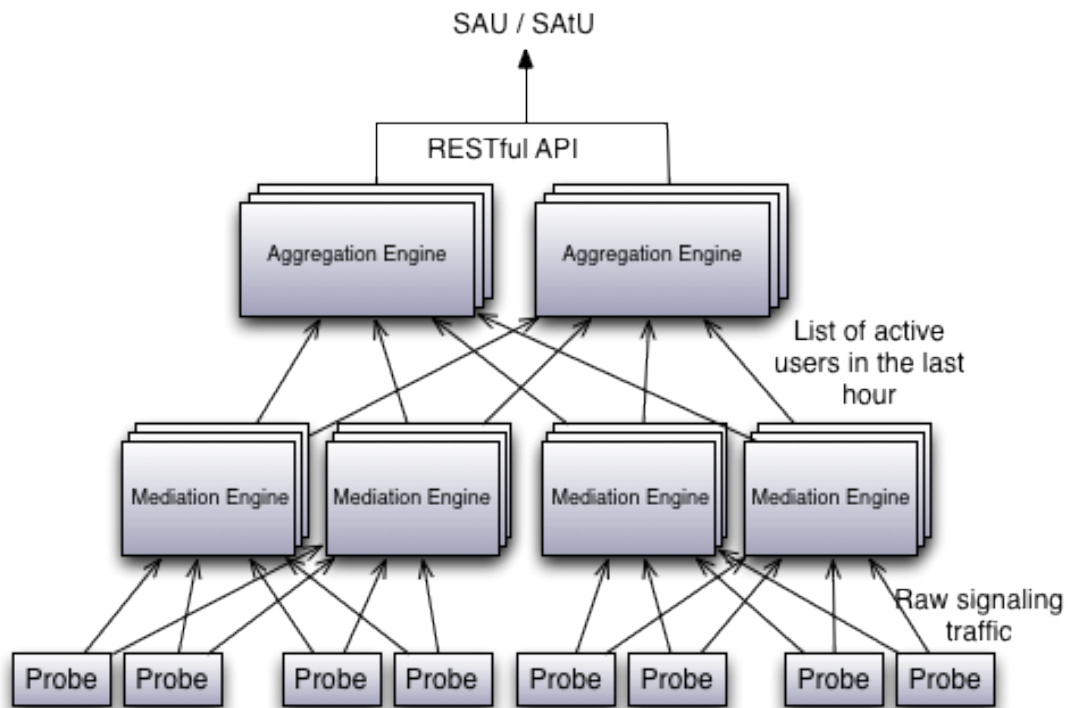 SAU / SAtU
RESTful API
Aggregation Engine
Aggregation Engine
List of active
users in the last
hour
Mediation Engine
Mediation Engine
Mediation Engine
Mediation Engine
Raw signaling
traffic
Probe
Probe
Probe
Probe
Probe
Probe
Probe
Probe